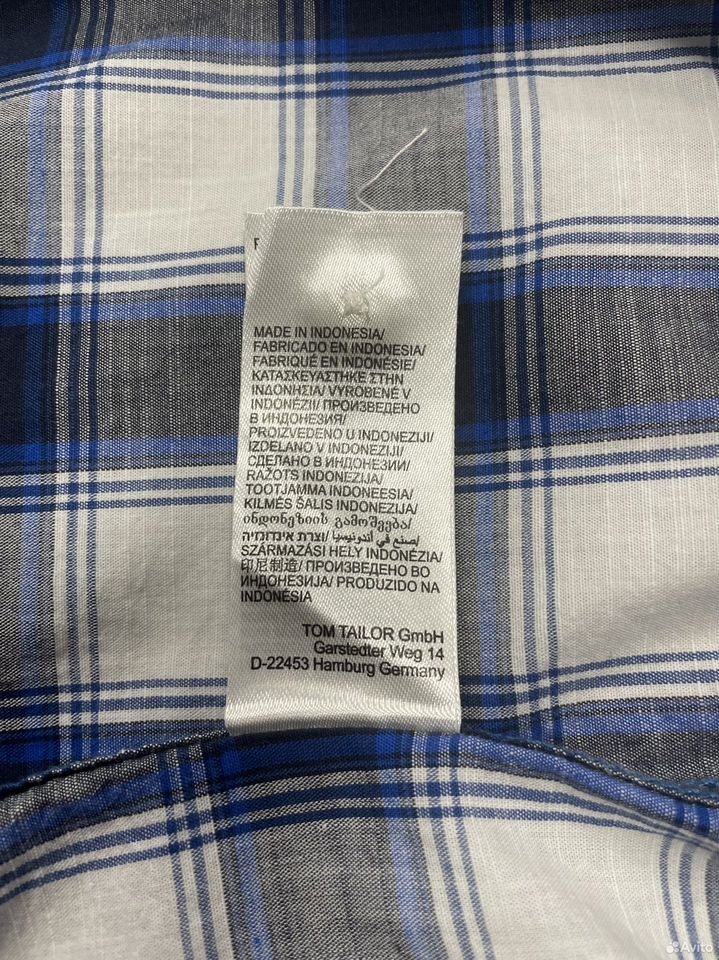 F
MADE IN INDONESIA/
FABRICADO EN INDONESIA/
FABRIQUÉ EN INDONÉSIE/
ΚΑΤΑΣΚΕΥΑΣΤΗΚΕ ΣΤΗΝ
ΙΝΔΟΝΗΣΙΑ/ VYROBENÉ V
INDONÉZII/ ПРОИЗВЕДЕНО
В ИНДОНЕЗИЯ/
PROIZVEDENO U INDONEZIJI/
IZDELANO V INDONEZIJI/
СДЕЛАНО В ИНДОНЕЗИИ/
RAŽOTS INDONEZIJA/
TOOTJAMMA INDONEESIA/
KILMĖS ŠALIS INDONEZIJA/
ინდონეზიის გამოშვება/
صنع في أندونيسيا/ וצרת אינדונזיה/
SZÁRMAZÁSI HELY INDONÉZIA/
印尼制造/ ПРОИЗВЕДЕНО ВО
ИНДОНЕЗИЈА/ PRODUZIDO NA
INDONÉSIA
TOM TAILOR GmbH
Garstedter Weg 14
D-22453 Hamburg Germany
Avito